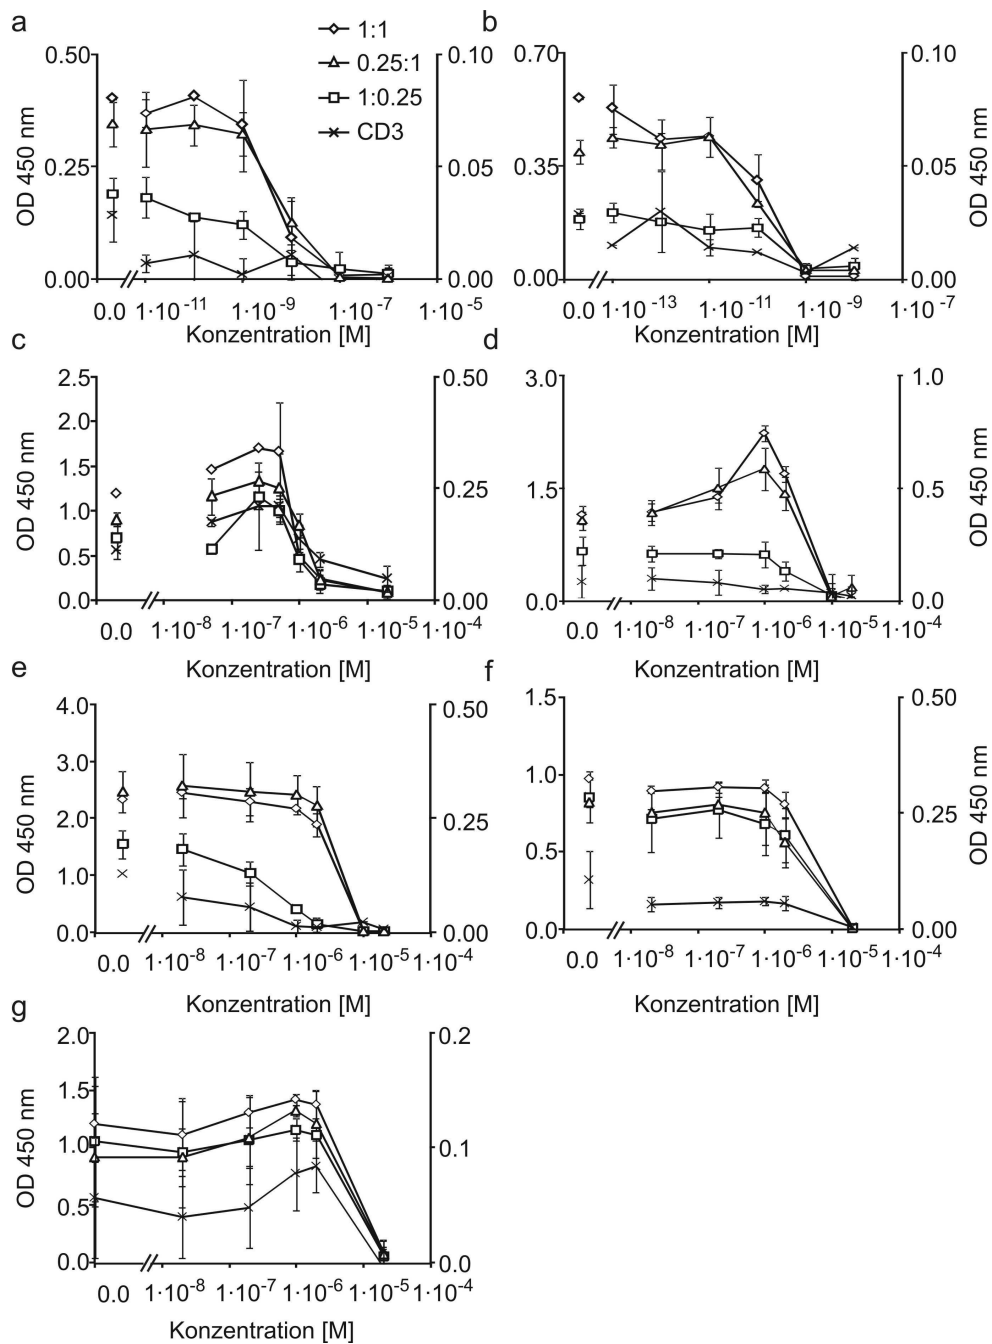 a
1:1
0.25:1
1:0.25
CD3
0.50
0.25
0.00
0.10
0.05
0.00
OD 450 nm
0.0 1·10⁻¹¹ 1·10⁻⁹ 1·10⁻⁷ 1·10⁻⁵
Konzentration [M]
b
0.70
0.35
0.00
0.10
0.05
0.00
OD 450 nm
OD 450 nm
0.0 1·10⁻¹³ 1·10⁻¹¹ 1·10⁻⁹ 1·10⁻⁷
Konzentration [M]
c
2.5
2.0
1.5
1.0
0.5
0.0
0.50
0.25
0.00
OD 450 nm
0.0 1·10⁻⁸ 1·10⁻⁷ 1·10⁻⁶ 1·10⁻⁵ 1·10⁻⁴
Konzentration [M]
d
3.0
1.5
0.0
1.0
0.5
0.0
OD 450 nm
0.0 1·10⁻⁸ 1·10⁻⁷ 1·10⁻⁶ 1·10⁻⁵ 1·10⁻⁴
Konzentration [M]
e
4.0
3.0
2.0
1.0
0.0
0.50
0.25
0.00
OD 450 nm
0.0 1·10⁻⁸ 1·10⁻⁷ 1·10⁻⁶ 1·10⁻⁵ 1·10⁻⁴
Konzentration [M]
f
1.5
1.0
0.5
0.0
0.50
0.25
0.00
OD 450 nm
0.0 1·10⁻⁸ 1·10⁻⁷ 1·10⁻⁶ 1·10⁻⁵ 1·10⁻⁴
Konzentration [M]
g
2.0
1.5
1.0
0.5
0.0
0.2
0.1
0.0
OD 450 nm
0.0 1·10⁻⁸ 1·10⁻⁷ 1·10⁻⁶ 1·10⁻⁵ 1·10⁻⁴
Konzentration [M]